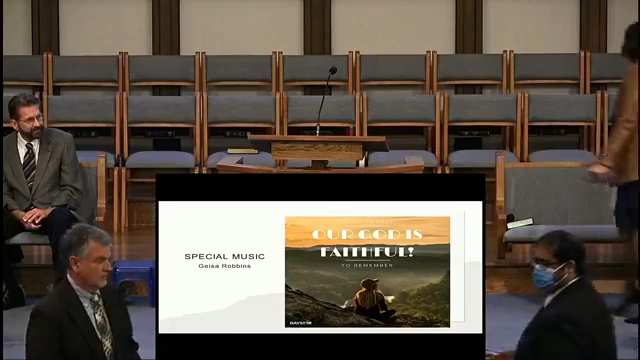 SPECIAL MUSIC
Geisa Robbins
OUR GOD IS
FAITHFUL!
TO REMEMBER